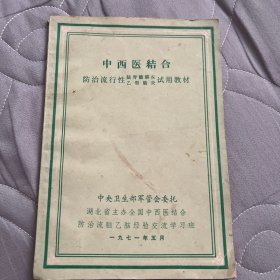 中西医結合
防治流行性脑脊髓膜炎乙型脑炎试用教材
中央卫生部军管会委托
湖北省主办全国中西医结合
防治流脑乙脑经验交流学习班
一九七一年五月